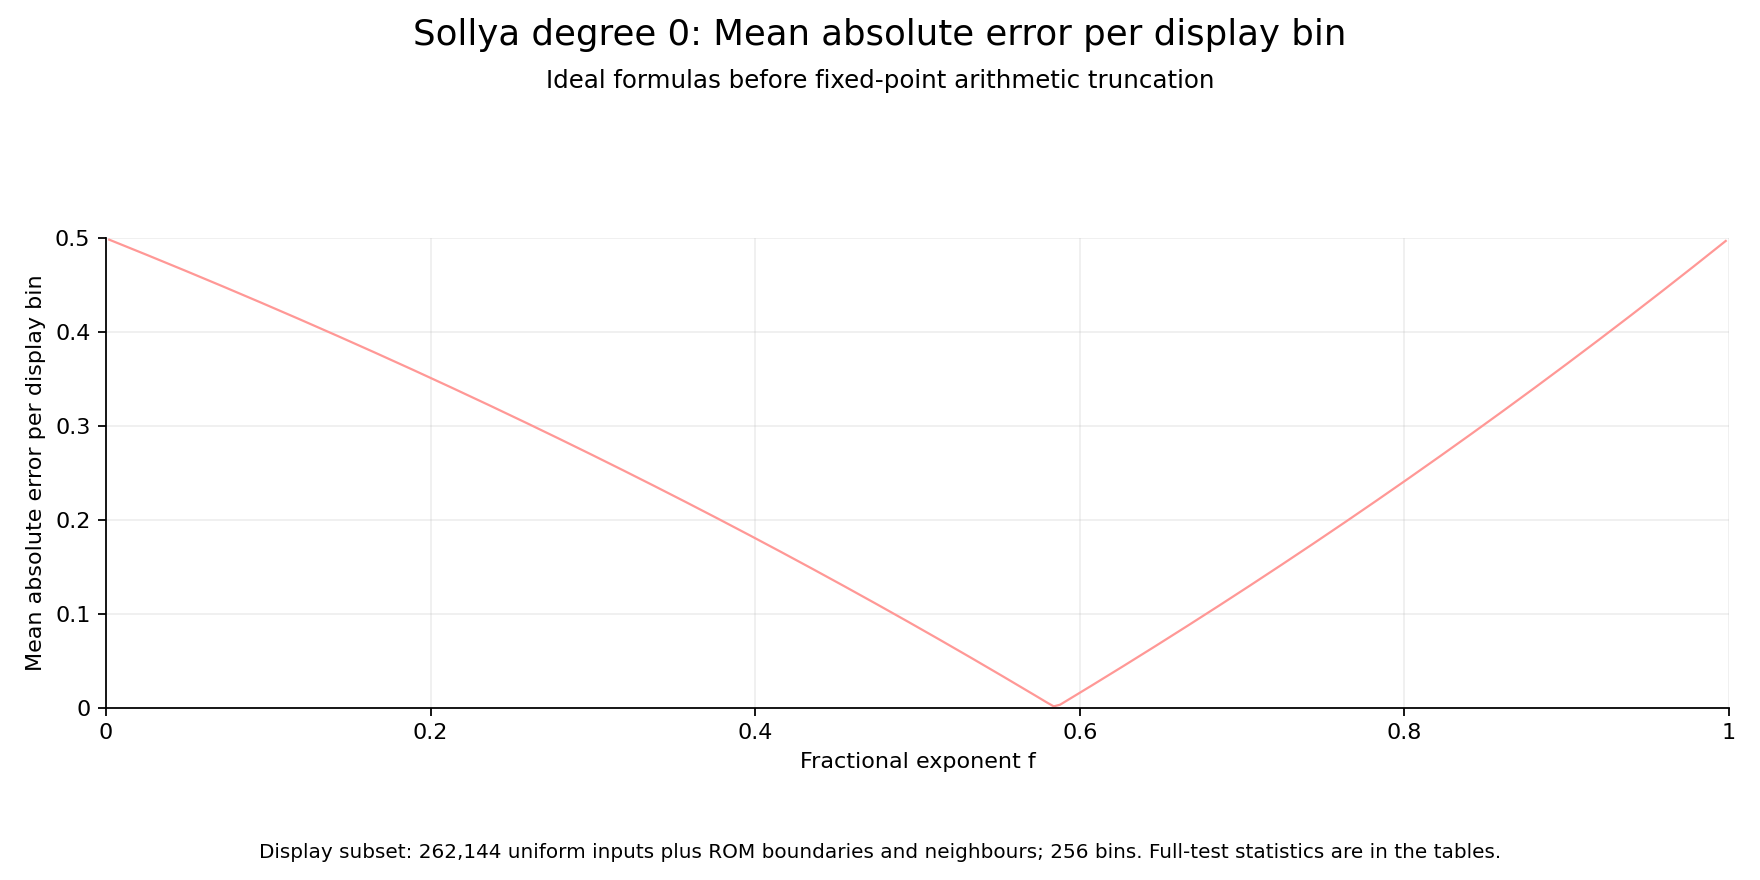 Sollya degree 0: Mean absolute error per display bin
Ideal formulas before fixed-point arithmetic truncation
Mean absolute error per display bin
0.5
0.4
0.3
0.2
0.1
0
0 0.2 0.4 0.6 0.8 1
Fractional exponent f
Display subset: 262,144 uniform inputs plus ROM boundaries and neighbours; 256 bins. Full-test statistics are in the tables.